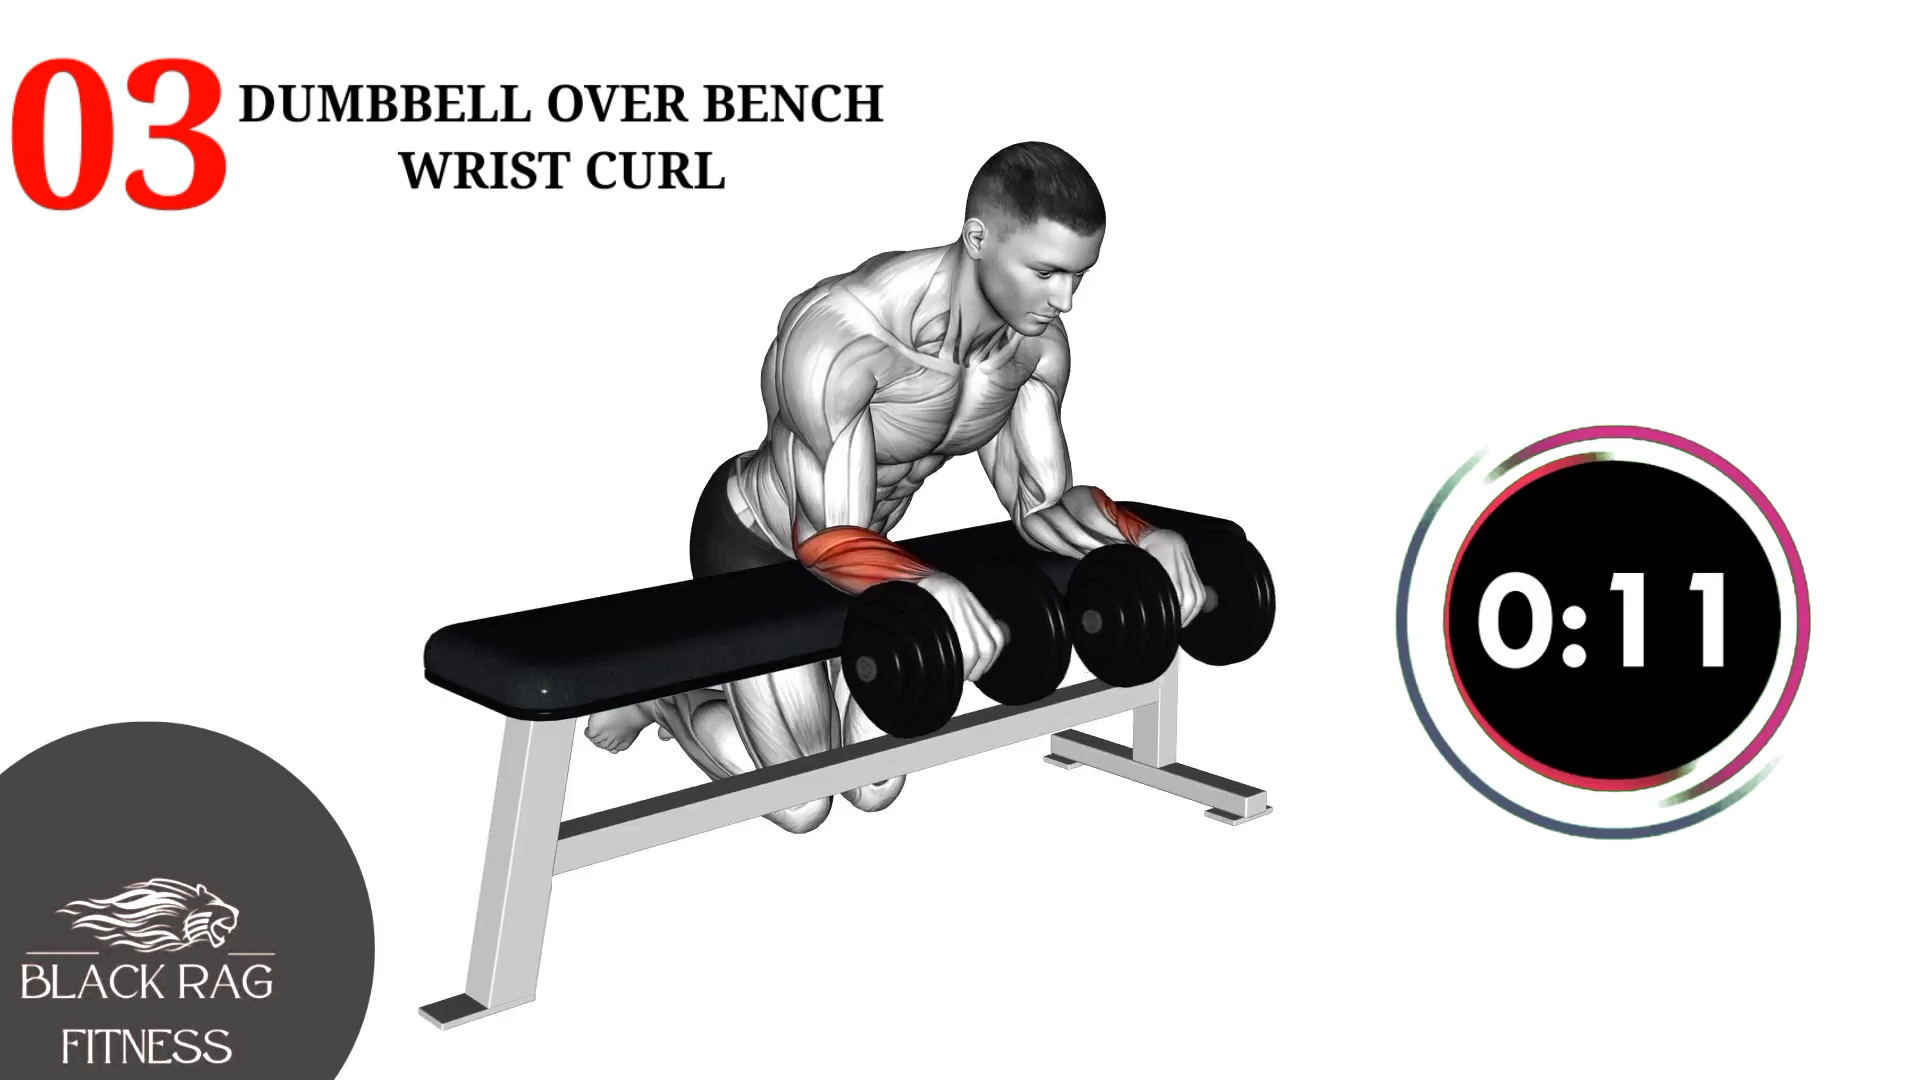 03
DUMBBELL OVER BENCH
WRIST CURL
0:11
BLACK RAG
FITNESS